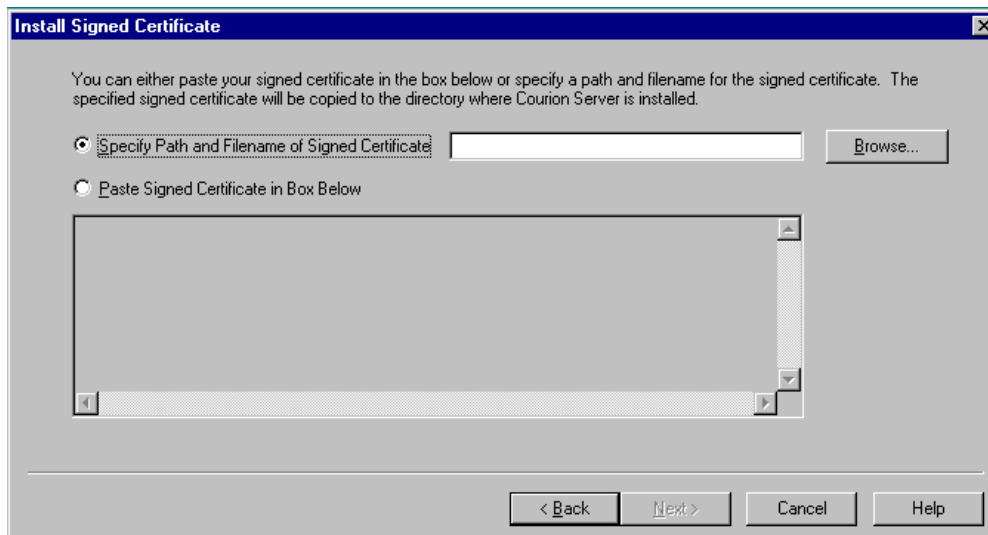 Install Signed Certificate
You can either paste your signed certificate in the box below or specify a path and filename for the signed certificate. The
specified signed certificate will be copied to the directory where Courion Server is installed.
Specify Path and Filename of Signed Certificate
Browse...
Paste Signed Certificate in Box Below
< Back
Next >
Cancel
Help